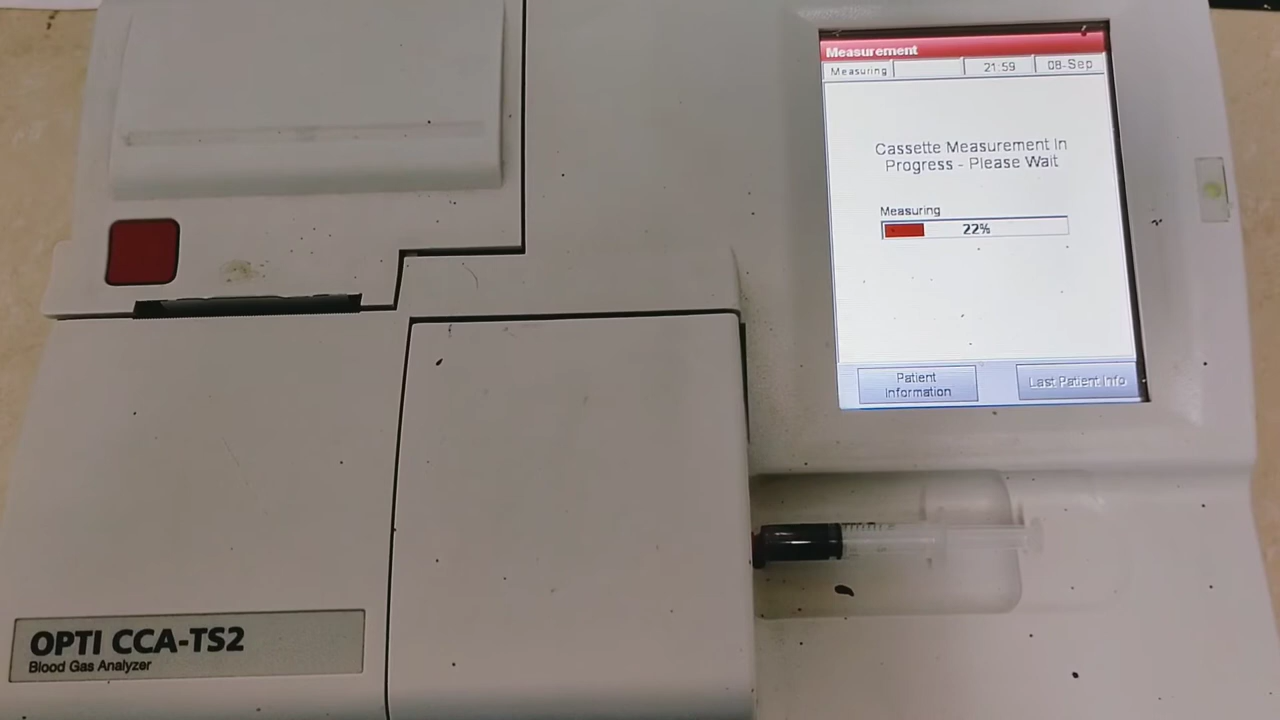 Measurement
Measuring
21:59
08-Sep
Cassette Measurement In
Progress - Please Wait
Measuring
22%
Patient
Information
Last Patient Info
OPTI CCA-TS2
Blood Gas Analyzer